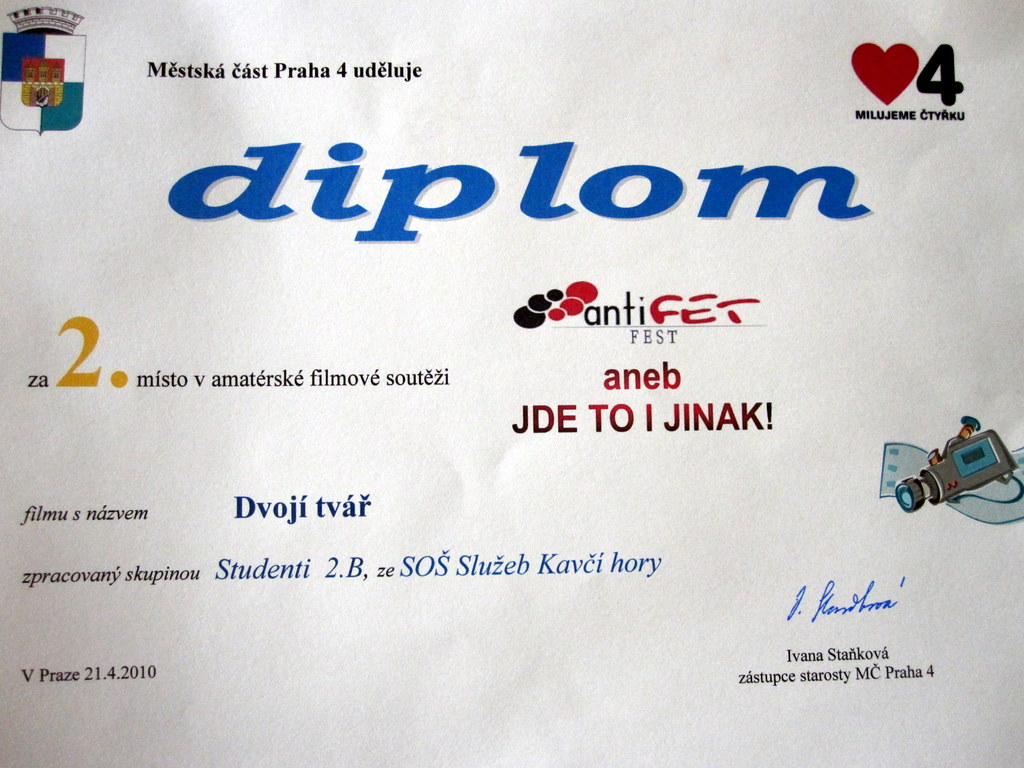 Městská část Praha 4 uděluje
4
MILUJEME ČTYŘKU
diplom
antiFET
FEST
za 2. místo v amatérské filmové soutěži
aneb
JDE TO I JINAK!
filmu s názvem Dvojí tvář
zpracovaný skupinou Studenti 2.B, ze SOŠ Služeb Kavčí hory
Ivana Staňková
zástupce starosty MČ Praha 4
V Praze 21.4.2010